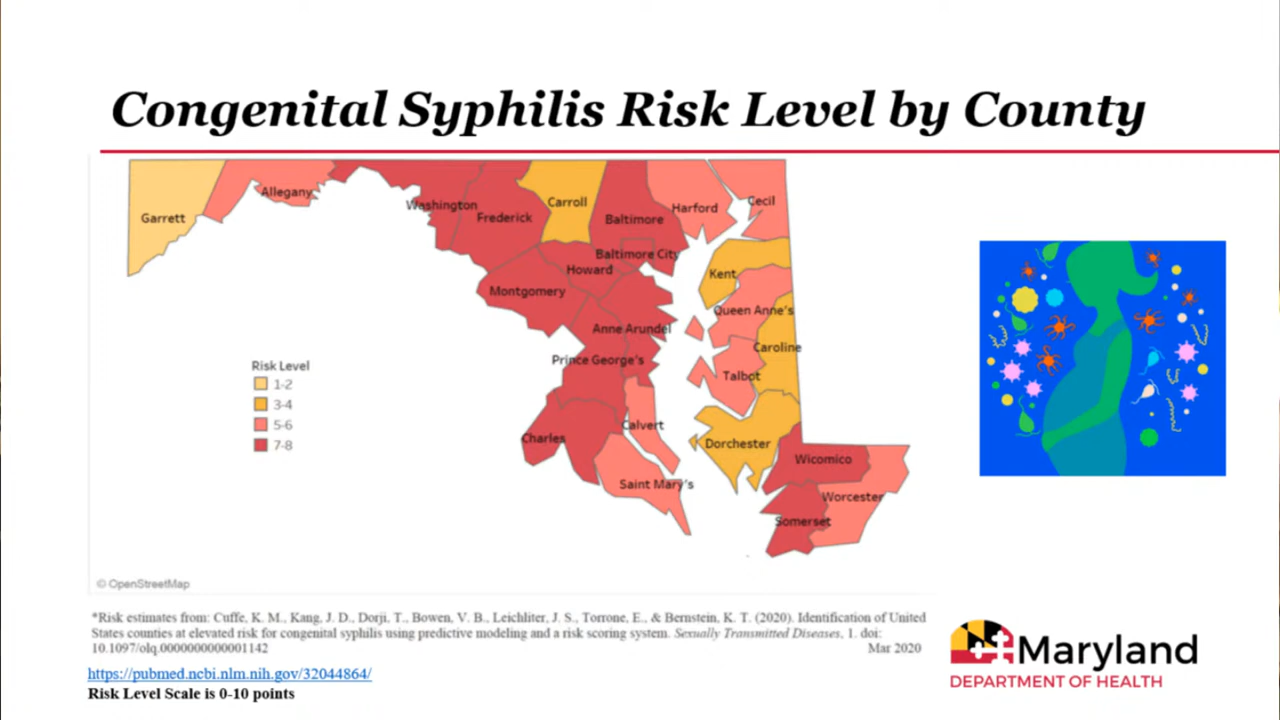 Congenital Syphilis Risk Level by County
Garrett
Allegany
Washington
Frederick
Carroll
Baltimore
Harford
Cecil
Baltimore City
Howard
Kent
Montgomery
Queen Anne's
Anne Arundel
Caroline
Prince George's
Talbot
Calvert
Charles
Dorchester
Wicomico
Saint Mary's
Worcester
Somerset
Risk Level
1-2
3-4
5-6
7-8
© OpenStreetMap
*Risk estimates from: Cuffe, K. M., Kang, J. D., Dorji, T., Bowen, V. B., Leichliter, J. S., Torrone, E., & Bernstein, K. T. (2020). Identification of United
States counties at elevated risk for congenital syphilis using predictive modeling and a risk scoring system. Sexually Transmitted Diseases, 1. doi:
10.1097/olq.0000000000001142
Mar 2020
https://pubmed.ncbi.nlm.nih.gov/32044864/
Risk Level Scale is 0-10 points
Maryland
DEPARTMENT OF HEALTH